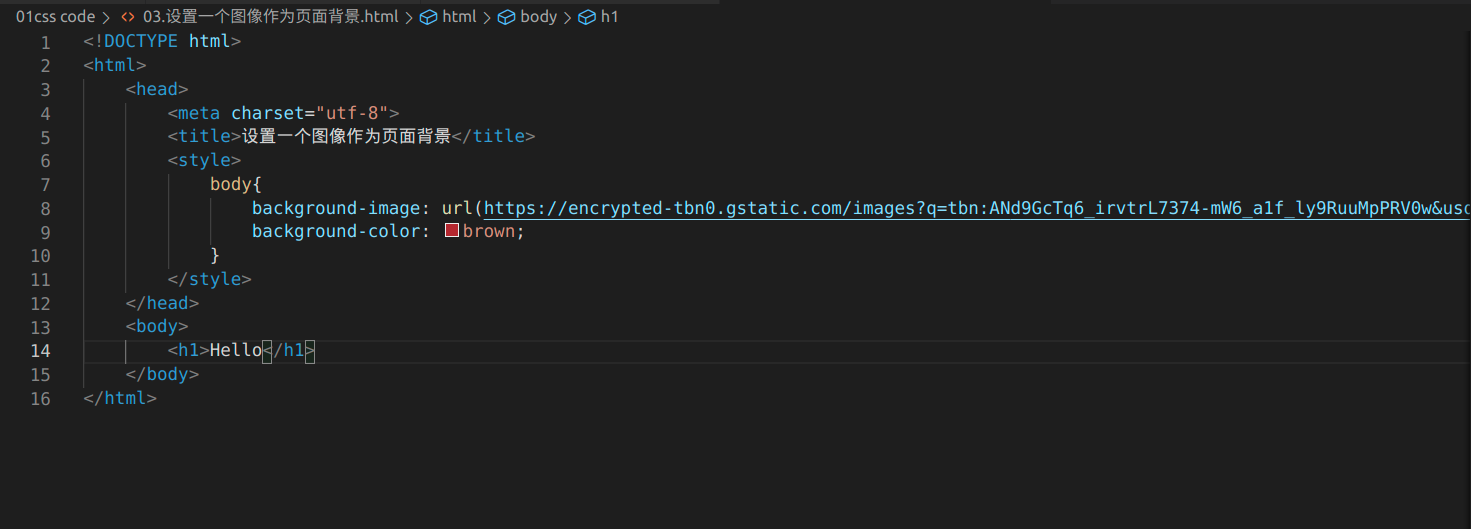 01css code > <> 03.设置一个图像作为页面背景.html > html > body > h1
1 <!DOCTYPE html>
2 <html>
3 <head>
4 <meta charset="utf-8">
5 <title>设置一个图像作为页面背景</title>
6 <style>
7 body{
8 background-image: url(https://encrypted-tbn0.gstatic.com/images?q=tbn:ANd9GcTq6_irvtrL7374-mW6_a1f_ly9RuuMpPRV0w&usq
9 background-color: brown;
10 }
11 </style>
12 </head>
13 <body>
14 <h1>Hello</h1>
15 </body>
16 </html>